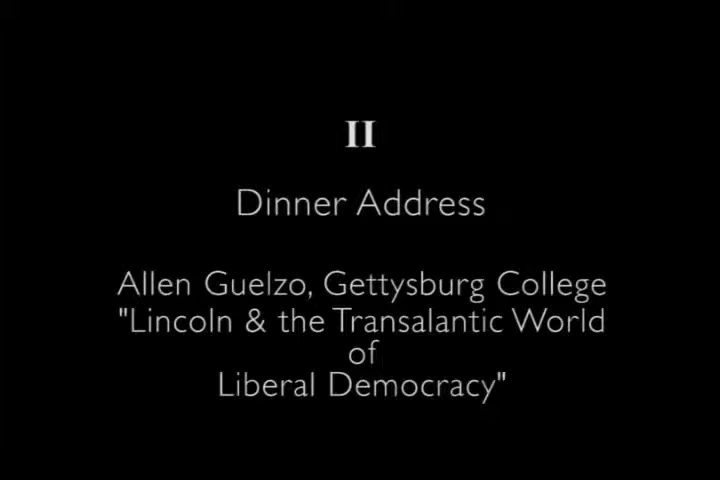 II
Dinner Address
Allen Guelzo, Gettysburg College
"Lincoln & the Transalantic World
of
Liberal Democracy"